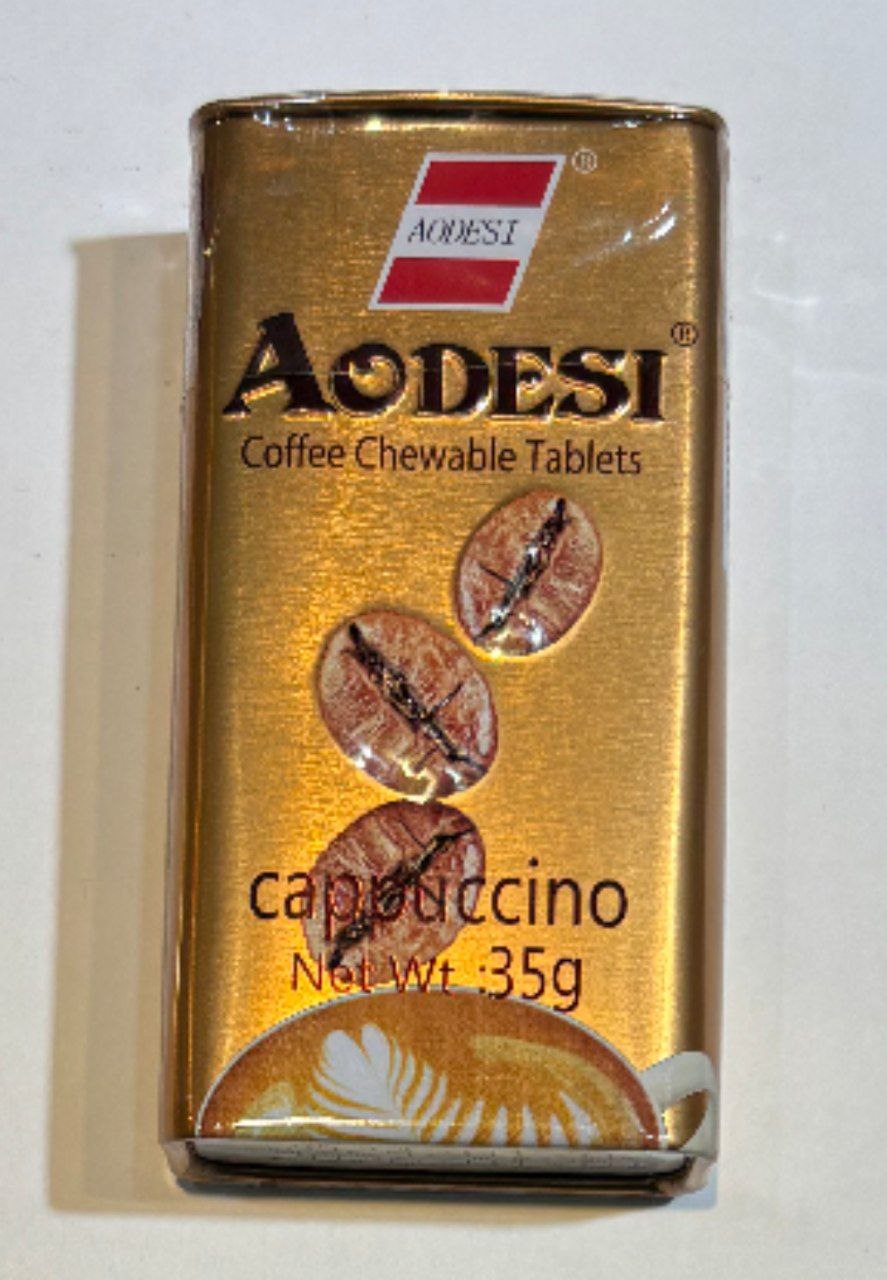 ®
AODESI
AODESI®
Coffee Chewable Tablets
cappuccino
Net Wt :35g